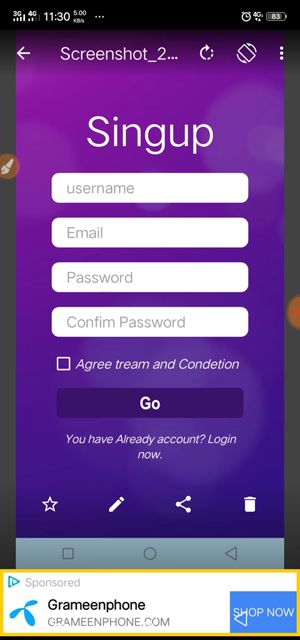 3G 4G 11:30 5.00 KB/s ... 4G 83
Screenshot_2...
Singup
username
Email
Password
Confim Password
Agree tream and Condetion
Go
You have Already account? Login
now.
Sponsored
Grameenphone
GRAMEENPHONE.COM
SHOP NOW